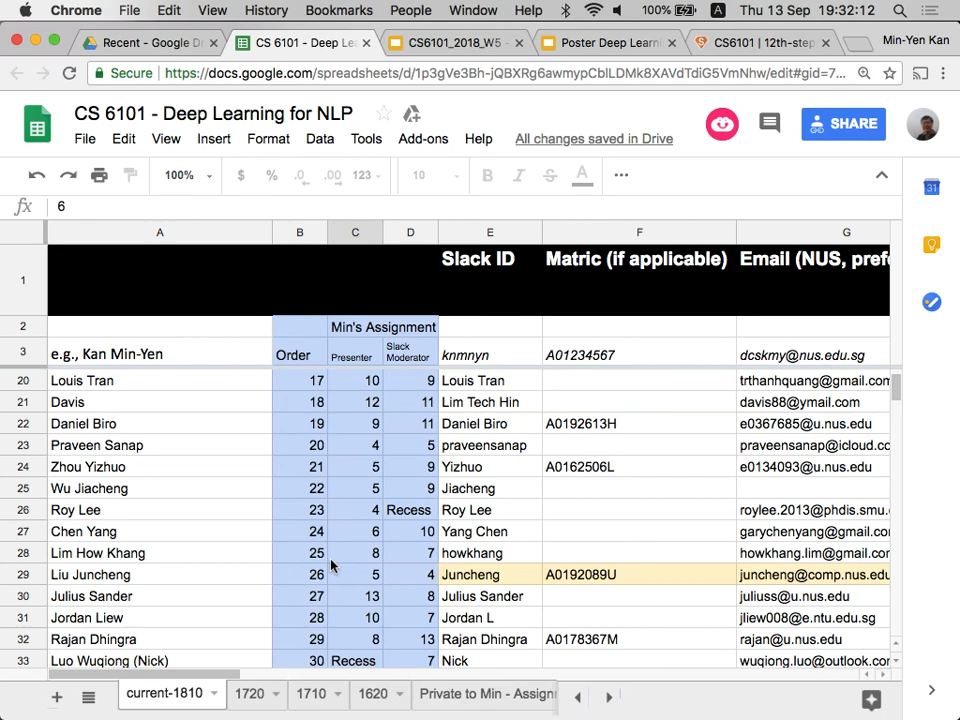 Chrome File Edit View History Bookmarks People Window Help 100% A Thu 13 Sep 19:32:12
Recent - Google Dr CS 6101 - Deep Lea CS6101_2018_W5 - Poster Deep Learni CS6101 | 12th-step Min-Yen Kan
Secure https://docs.google.com/spreadsheets/d/1p3gVe3Bh-jQBXRg6awmypCblLDMk8XAVdTdiG5VmNhw/edit#gid=7...
CS 6101 - Deep Learning for NLP
SHARE
File Edit View Insert Format Data Tools Add-ons Help All changes saved in Drive
100% $ % .0 .00 123 10 B I S A
31
fx 6
A B C D E F G
1 Slack ID Matric (if applicable) Email (NUS, prefe
2 Min's Assignment
3 e.g., Kan Min-Yen Order Presenter Slack Moderator knmnyn A01234567 dcskmy@nus.edu.sg
20 Louis Tran 17 10 9 Louis Tran trthanhquang@gmail.com
21 Davis 18 12 11 Lim Tech Hin davis88@ymail.com
22 Daniel Biro 19 9 11 Daniel Biro A0192613H e0367685@u.nus.edu
23 Praveen Sanap 20 4 5 praveensanap praveensanap@icloud.cc
24 Zhou Yizhuo 21 5 9 Yizhuo A0162506L e0134093@u.nus.edu
25 Wu Jiacheng 22 5 9 Jiacheng
26 Roy Lee 23 4 Recess Roy Lee roylee.2013@phdis.smu.
27 Chen Yang 24 6 10 Yang Chen garychenyang@gmail.con
28 Lim How Khang 25 8 7 howkhang howkhang.lim@gmail.con
29 Liu Juncheng 26 5 4 Juncheng A0192089U juncheng@comp.nus.edu
30 Julius Sander 27 13 8 Julius Sander juliuss@u.nus.edu
31 Jordan Liew 28 10 6 Jordan L jliew008@e.ntu.edu.sg
32 Rajan Dhingra 29 8 13 Rajan Dhingra A0178367M rajan@u.nus.edu
33 Luo Wuqiong (Nick) 30 Recess 7 Nick wuqiong.luo@outlook.con
current-1810 1720 1710 1620 Private to Min - Assign